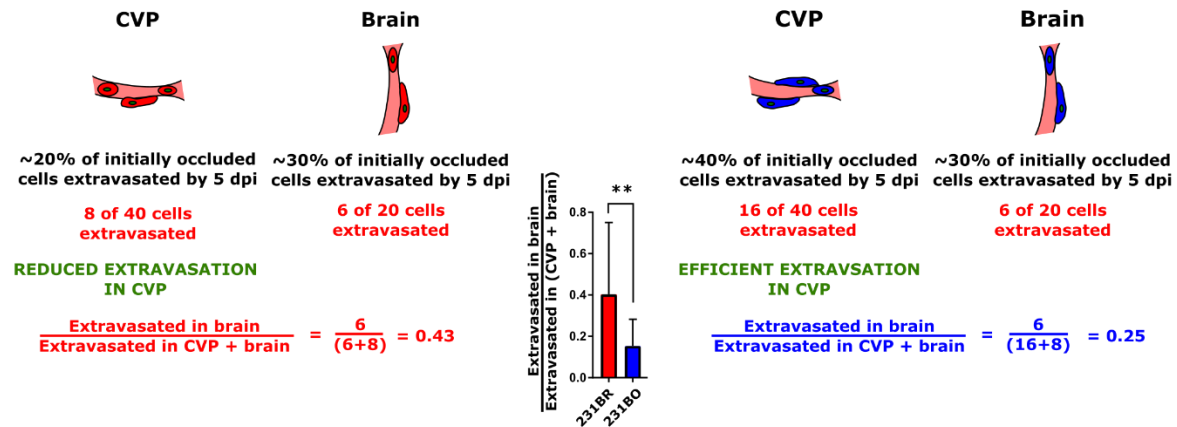 CVP
Brain
~20% of initially occluded
cells extravasated by 5 dpi
~30% of initially occluded
cells extravasated by 5 dpi
8 of 40 cells
extravasated
6 of 20 cells
extravasated
REDUCED EXTRAVASATION
IN CVP
Extravasated in brain
Extravasated in CVP + brain
=
6
(6+8)
= 0.43
Extravasated in brain
Extravasated in (CVP + brain)
**
0.8
0.6
0.4
0.2
0.0
231BR
231BO
CVP
Brain
~40% of initially occluded
cells extravasated by 5 dpi
~30% of initially occluded
cells extravasated by 5 dpi
16 of 40 cells
extravasated
6 of 20 cells
extravasated
EFFICIENT EXTRAVSATION
IN CVP
Extravasated in brain
Extravasated in CVP + brain
=
6
(16+8)
= 0.25